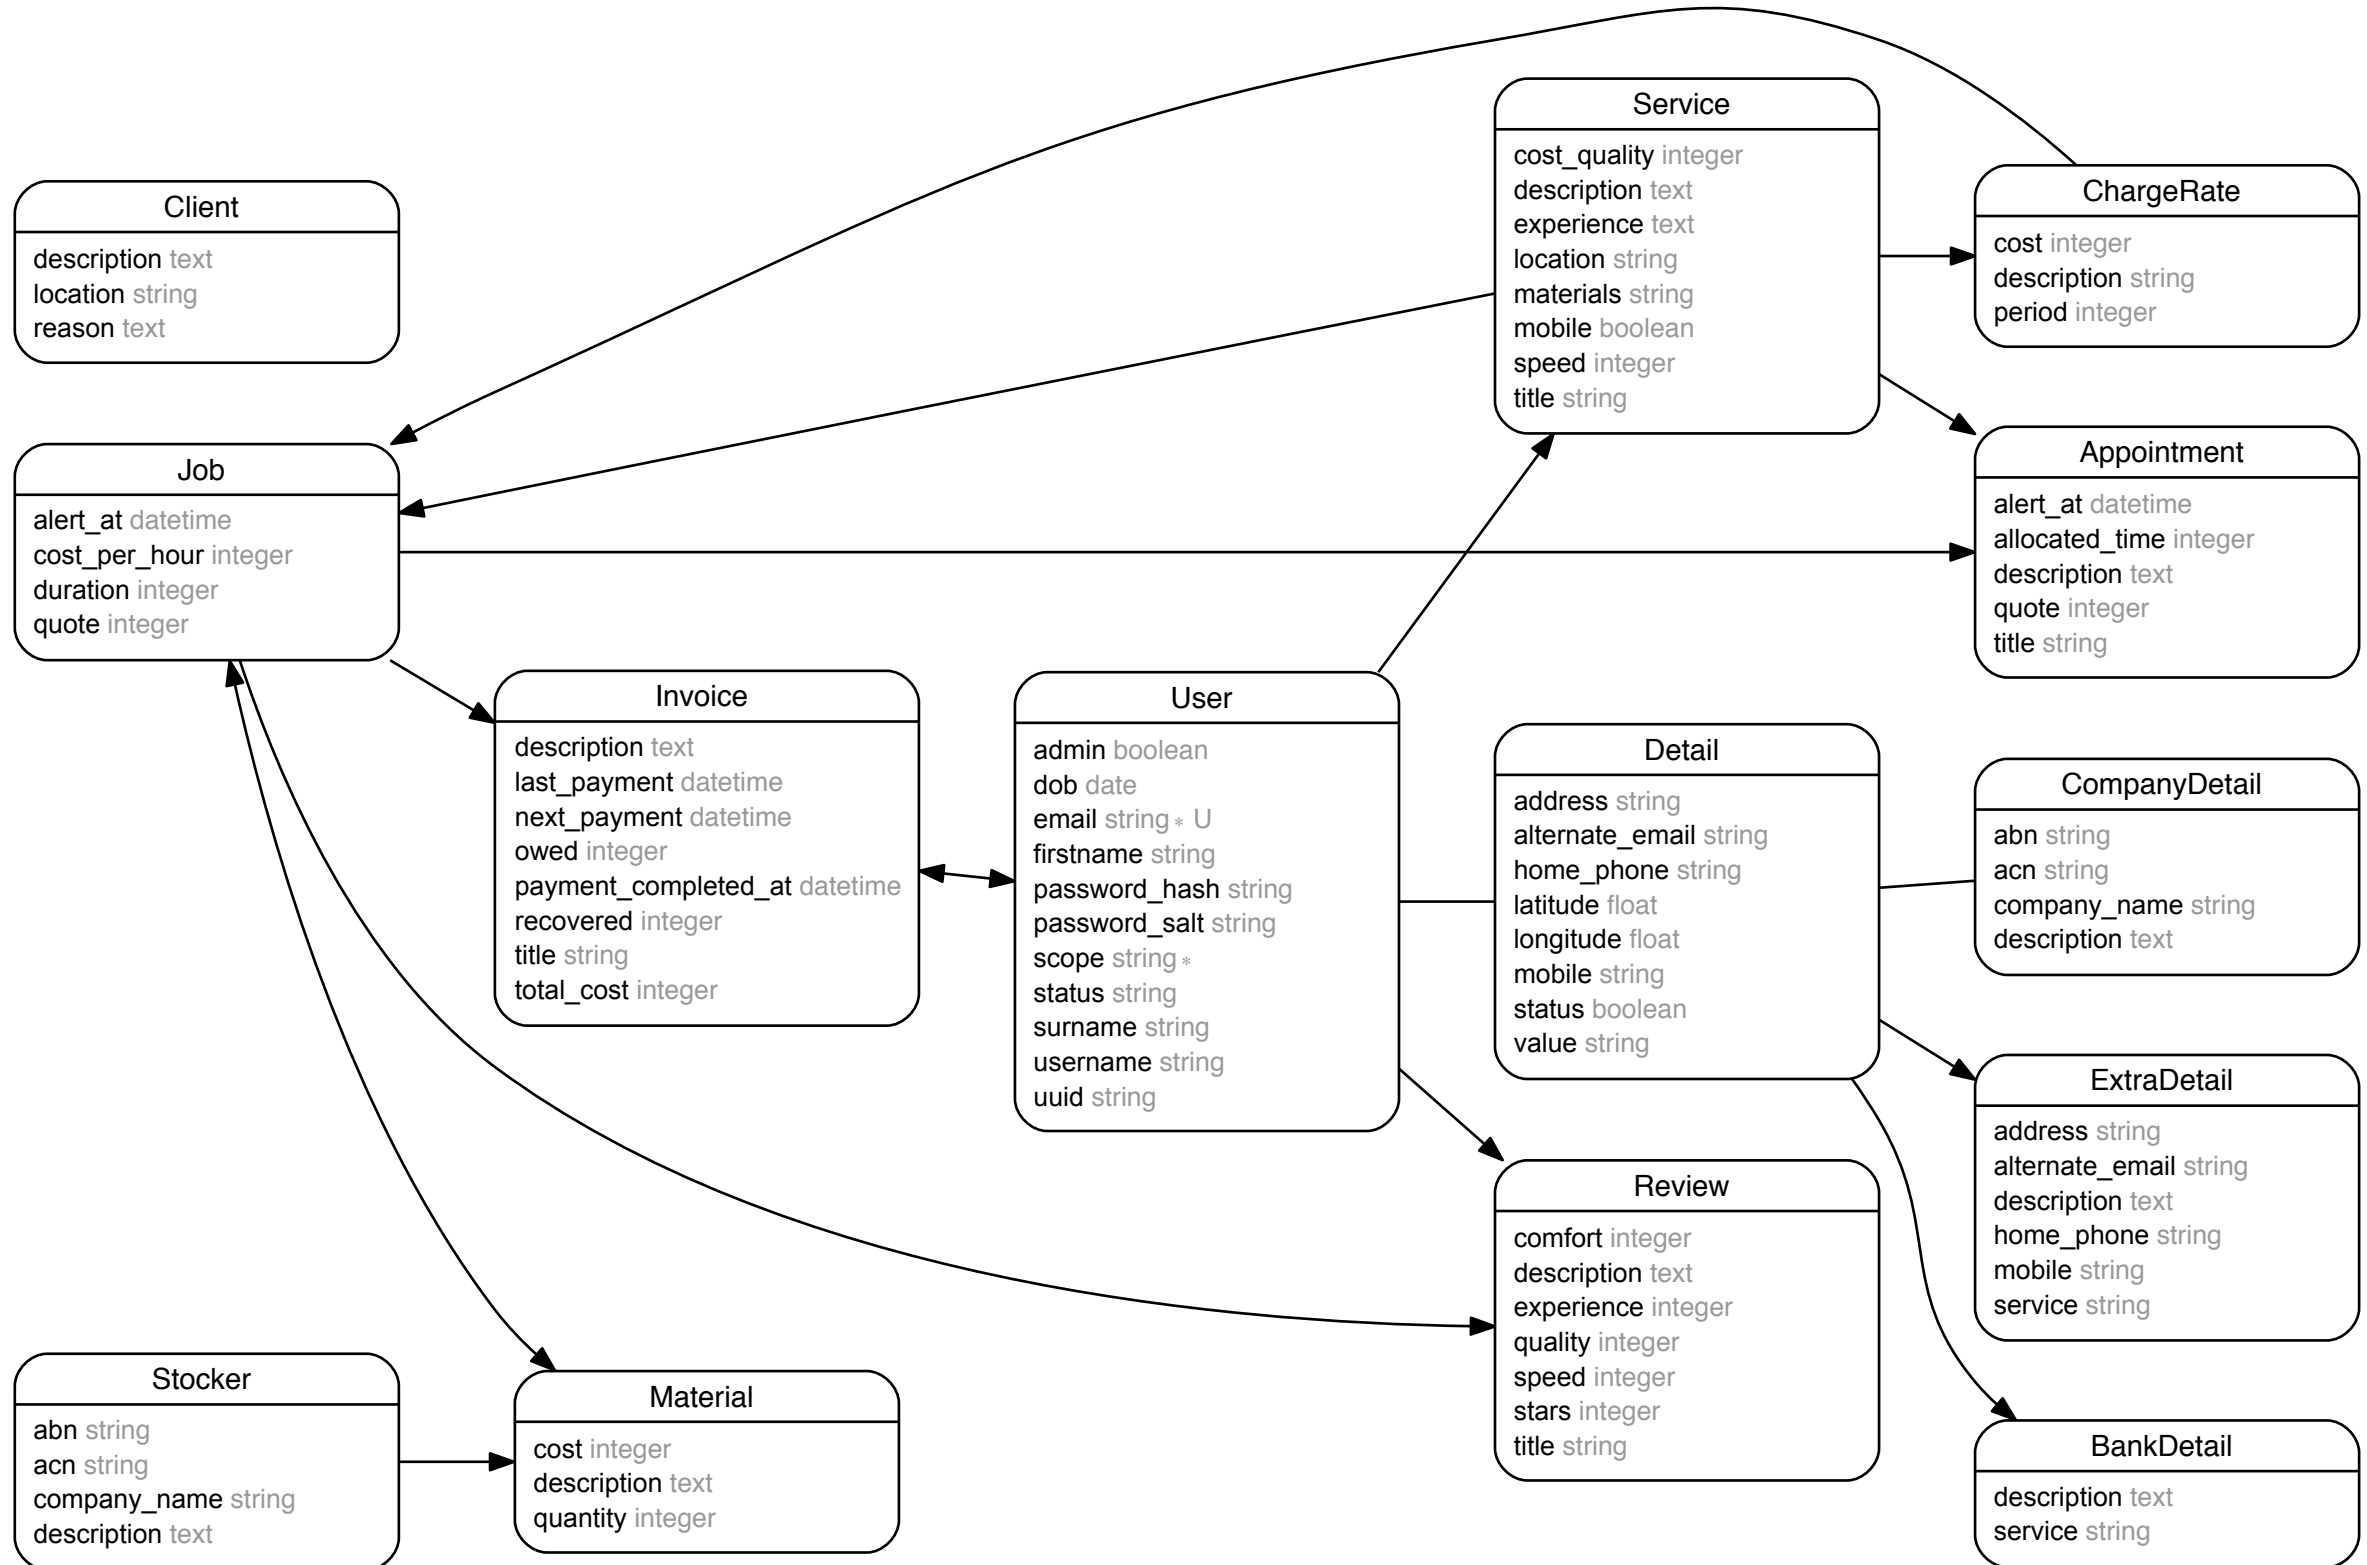 Client
description text
location string
reason text
Job
alert_at datetime
cost_per_hour integer
duration integer
quote integer
Stocker
abn string
acn string
company_name string
description text
Invoice
description text
last_payment datetime
next_payment datetime
owed integer
payment_completed_at datetime
recovered integer
title string
total_cost integer
Material
cost integer
description text
quantity integer
User
admin boolean
dob date
email string* U
firstname string
password_hash string
password_salt string
scope string*
status string
surname string
username string
uuid string
Service
cost_quality integer
description text
experience text
location string
materials string
mobile boolean
speed integer
title string
Detail
address string
alternate_email string
home_phone string
latitude float
longitude float
mobile string
status boolean
value string
Review
comfort integer
description text
experience integer
quality integer
speed integer
stars integer
title string
ChargeRate
cost integer
description string
period integer
Appointment
alert_at datetime
allocated_time integer
description text
quote integer
title string
CompanyDetail
abn string
acn string
company_name string
description text
ExtraDetail
address string
alternate_email string
description text
home_phone string
mobile string
service string
BankDetail
description text
service string